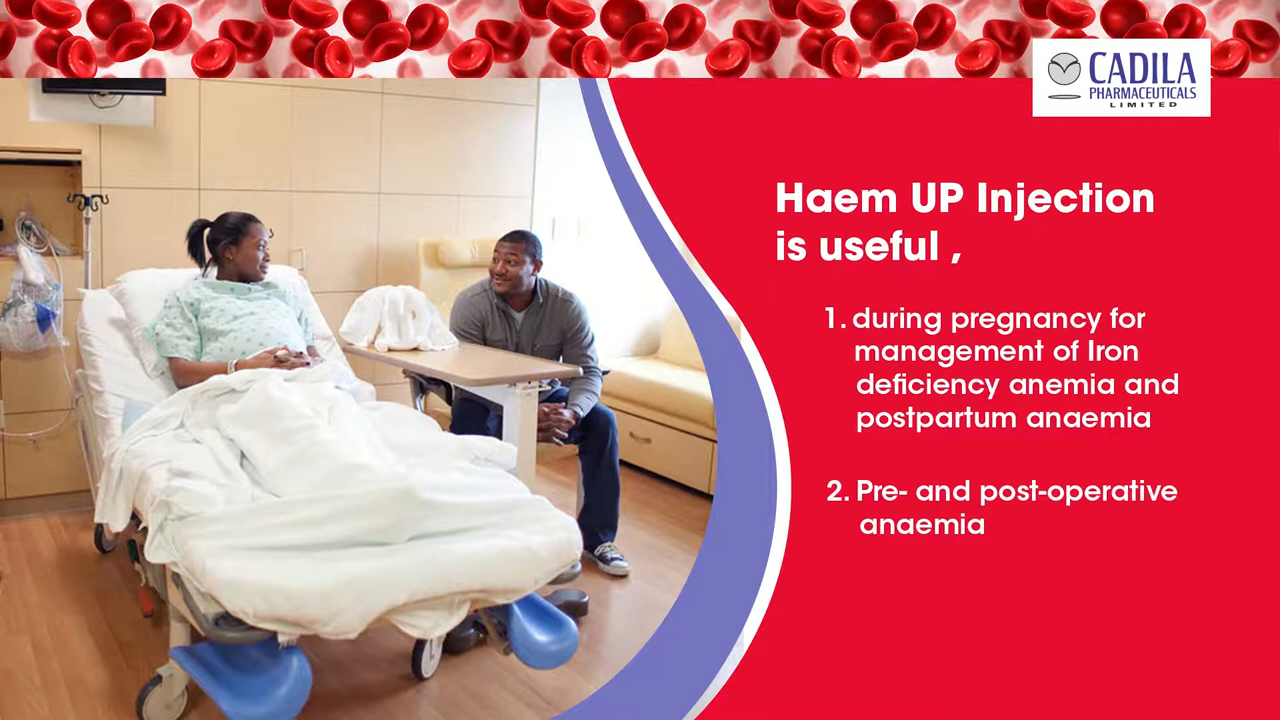 CADILA
PHARMACEUTICALS
LIMITED
Haem UP Injection
is useful ,
1. during pregnancy for
management of Iron
deficiency anemia and
postpartum anaemia
2. Pre- and post-operative
anaemia